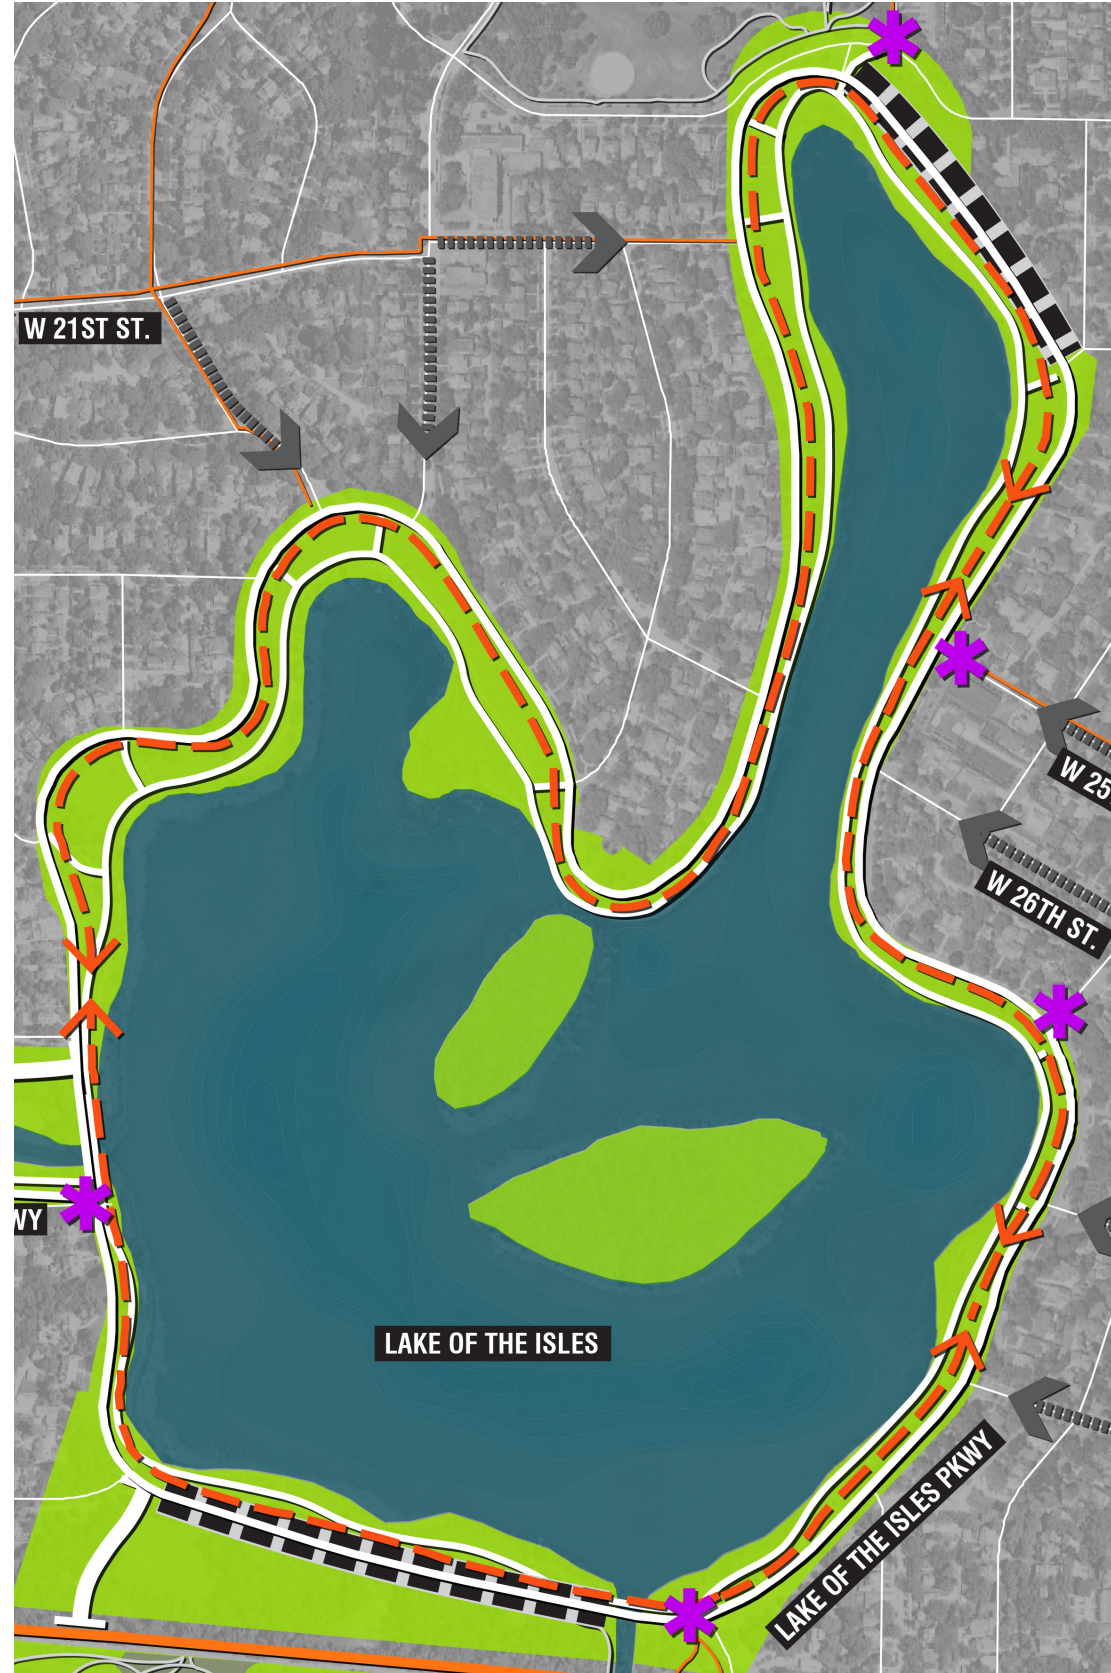 W 21ST ST.
W 25
W 26TH ST.
WY
LAKE OF THE ISLES
LAKE OF THE ISLES PKWY